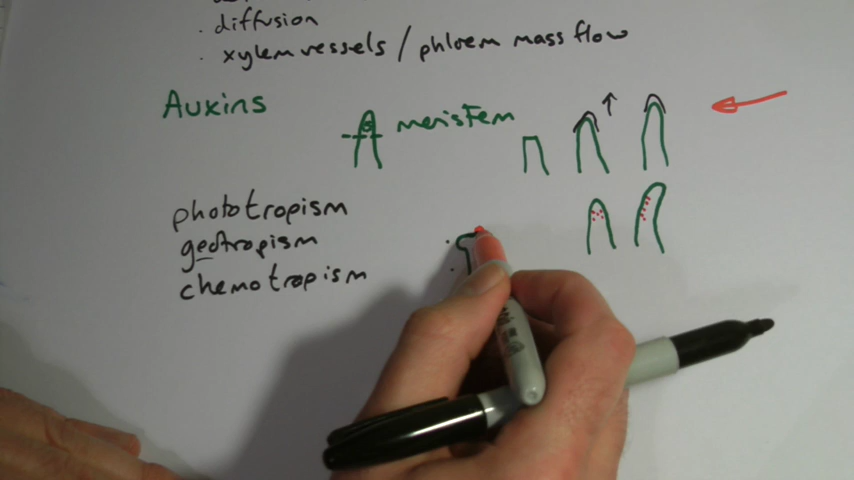 . diffusion
. xylem vessels / phloem mass flow
Auxins
meristem
phototropism
geotropism
chemotropism